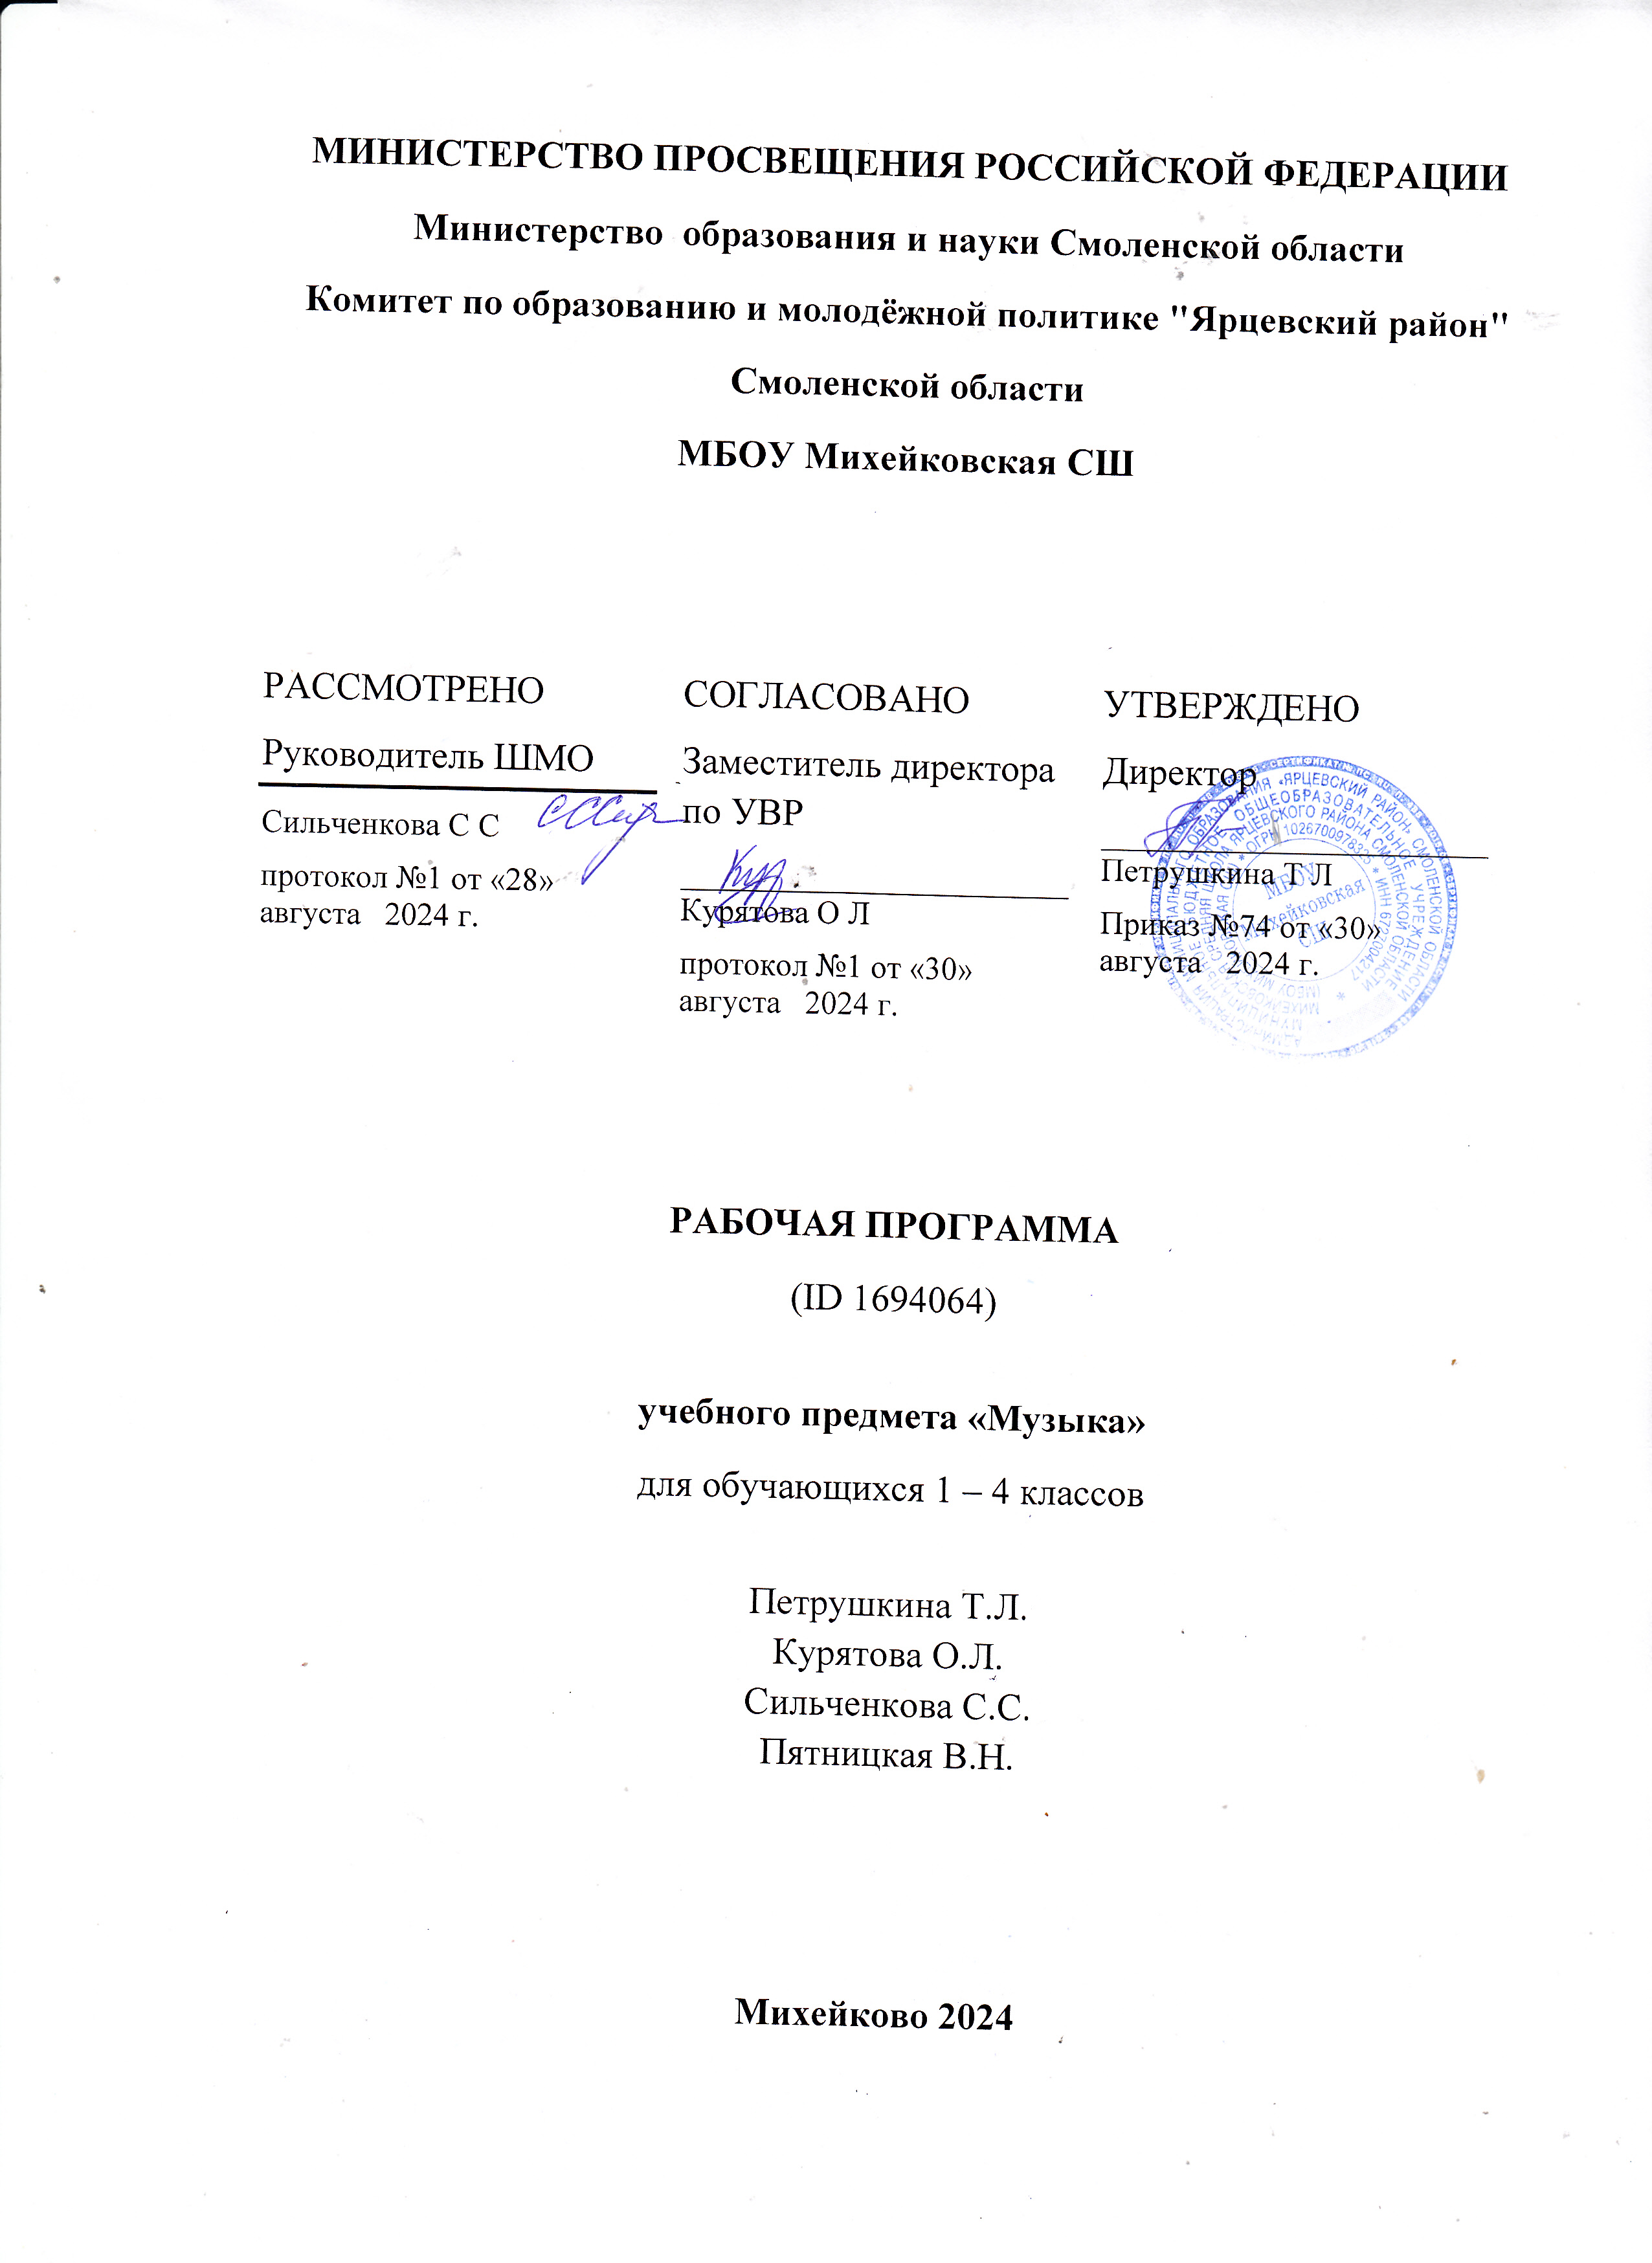 МИНИСТЕРСТВО ПРОСВЕЩЕНИЯ РОССИЙСКОЙ ФЕДЕРАЦИИ
Министерство образования и науки Смоленской области
Комитет по образованию и молодёжной политике "Ярцевский район"
Смоленской области
МБОУ Михейковская СШ
РАССМОТРЕНО
Руководитель ШМО
Сильченкова С С
протокол №1 от «28»
августа 2024 г.
СОГЛАСОВАНО
Заместитель директора
по УВР
Курятова О Л
протокол №1 от «30»
августа 2024 г.
УТВЕРЖДЕНО
Директор
Петрушкина Т Л
Приказ №74 от «30»
августа 2024 г.
МБОУ
Михейковская
СШ
РАБОЧАЯ ПРОГРАММА
(ID 1694064)
учебного предмета «Музыка»
для обучающихся 1 – 4 классов
Петрушкина Т.Л.
Курятова О.Л.
Сильченкова С.С.
Пятницкая В.Н.
Михейково 2024